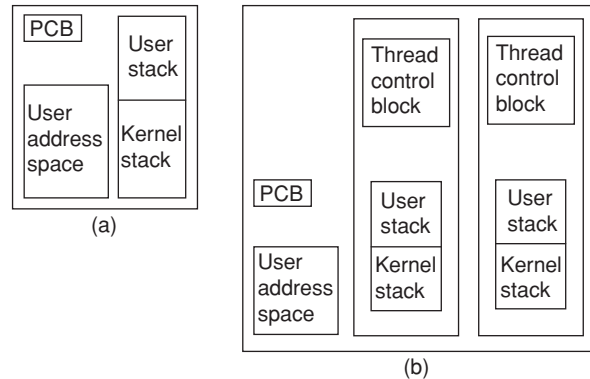 PCB
User
stack
User
address
space
Kernel
stack
(a)
Thread
control
block
Thread
control
block
PCB
User
stack
User
stack
User
address
space
Kernel
stack
Kernel
stack
(b)